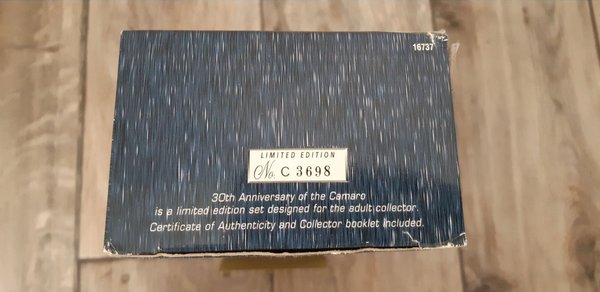 16737
LIMITED EDITION
No. C 3698
30th Anniversary of the Camaro
is a limited edition set designed for the adult collector.
Certificate of Authenticity and Collector booklet included.